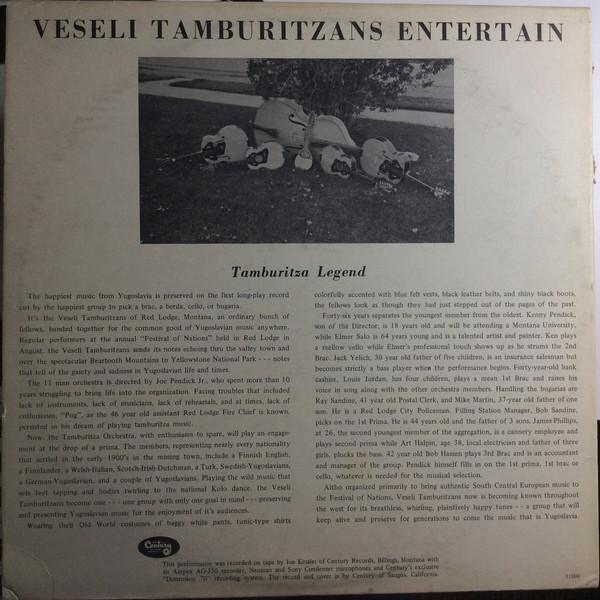 VESELI TAMBURITZANS ENTERTAIN
Tamburitza Legend
The happiest music from Yugoslavia is preserved on the first long-play record
cut by the happiest group to pick a brac, a berda, cello, or bugaria.
It's the Veseli Tamburitzans of Red Lodge, Montana, an ordinary bunch of
fellows, banded together for the common good of Yugoslavian music anywhere.
Regular performers at the annual "Festival of Nations" held in Red Lodge in
August, the Veseli Tamburitzans sends its notes echoing thru the valley town and
over the spectacular Beartooth Mountains to Yellowstone National Park --- notes
that tell of the gaiety and sadness in Yugoslavian life and times.
The 11 man orchestra is directed by Joe Pendick Jr., who spent more than 10
years struggling to bring life into the organization. Facing troubles that included
lack of instruments, lack of musicians, lack of rehearsals, and at times, lack of
enthusiasm, "Pog", as the 46 year old assistant Red Lodge Fire Chief is known,
persisted in his dream of playing tamburitza music.
Now, the Tamburitza Orchestra, with enthusiasm to spare, will play an engage-
ment at the drop of a prima. The members, representing nearly every nationality
that settled in the early 1900's in the mining town, include a Finnish English,
a Finnlander, a Welsh-Italian, Scotch-Irish-Dutchman, a Turk, Swedish-Yugoslavians,
a German-Yugoslavian, and a couple of Yugoslavians. Playing the wild music that
sets feet tapping and bodies twirling to the national Kolo dance, the Veseli
Tamburitzans become one --- one group with only one goal in mind --- preserving
and presenting Yugoslavian music for the enjoyment of it's audiences.
Wearing their Old World costumes of baggy white pants, tunic-type shirts
colorfully accented with blue felt vests, black leather belts, and shiny black boots,
the fellows look as though they had just stepped out of the pages of the past.
Forty-six years separates the youngest member from the oldest. Kenny Pendick,
son of the Director, is 18 years old and will be attending a Montana University,
while Elmer Salo is 64 years young and is a talented artist and painter. Ken plays
a mellow cello while Elmer's professional touch shows up as he strums the 2nd
Brac. Jack Yelich, 30 year old father of five children, is an insurance salesman but
becomes strictly a bass player when the performance begins. Forty-year-old bank
cashier, Louis Jordan, has four children, plays a mean 1st Brac and raises his
voice in song along with the other orchestra members. Handling the bugarias are
Ray Sandine, 41 year old Postal Clerk, and Mike Martin, 37-year old father of one
son. He is a Red Lodge City Policeman. Filling Station Manager, Bob Sandine,
picks on the 1st Prima. He is 44 years old and the father of 3 sons. James Phillips,
at 26, the second youngest member of the aggregation, is a cannery employee and
plays second prima while Art Halpin, age 38, local electrician and father of three
girls, plucks the bass. 42 year old Bob Hassen plays 3rd Brac and is an accountant
and manager of the group. Pendick himself fills in on the 1st prima, 1st brac or
cello, whatever is needed for the musical selection.
Altho organized primarily to bring authentic South Central European music to
the Festival of Nations, Veseli Tamburitzans now is becoming known throughout
the west for its breathless, whirling, plaintively happy tunes -- a group that will
keep alive and preserve for generations to come the music that is Yugoslavia.
Century
This performance was recorded on tape by Joe Kessler of Century Records, Billings, Montana with
an Ampex AG-350 recorder, Neuman and Sony Condenser microphones and Century's exclusive
"Dimension 70" recording system. The record and cover is by Century of Saugus, California.